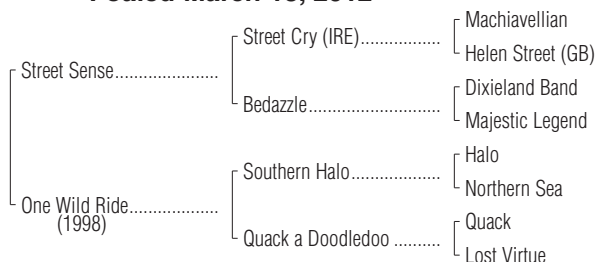 Machiavellian
Street Cry (IRE)..................
Helen Street (GB)
Street Sense.......................
Dixieland Band
Bedazzle.............................
Majestic Legend
Halo
Southern Halo....................
Northern Sea
One Wild Ride....................
(1998)
Quack
Quack a Doodledoo ..........
Lost Virtue